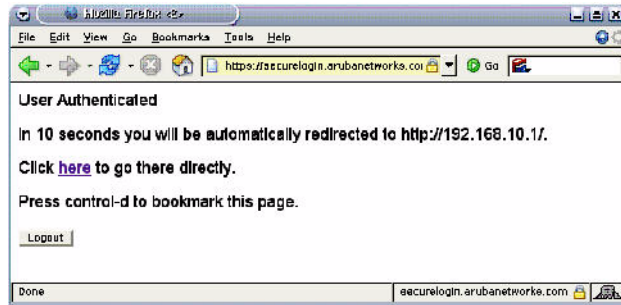 Mozilla Firefox <2>
File Edit View Go Bookmarks Tools Help
https://securelogin.arubanetworks.co Go
User Authenticated
In 10 seconds you will be automatically redirected to http://192.168.10.1/.
Click here to go there directly.
Press control-d to bookmark this page.
Logout
Done securelogin.arubanetworks.com